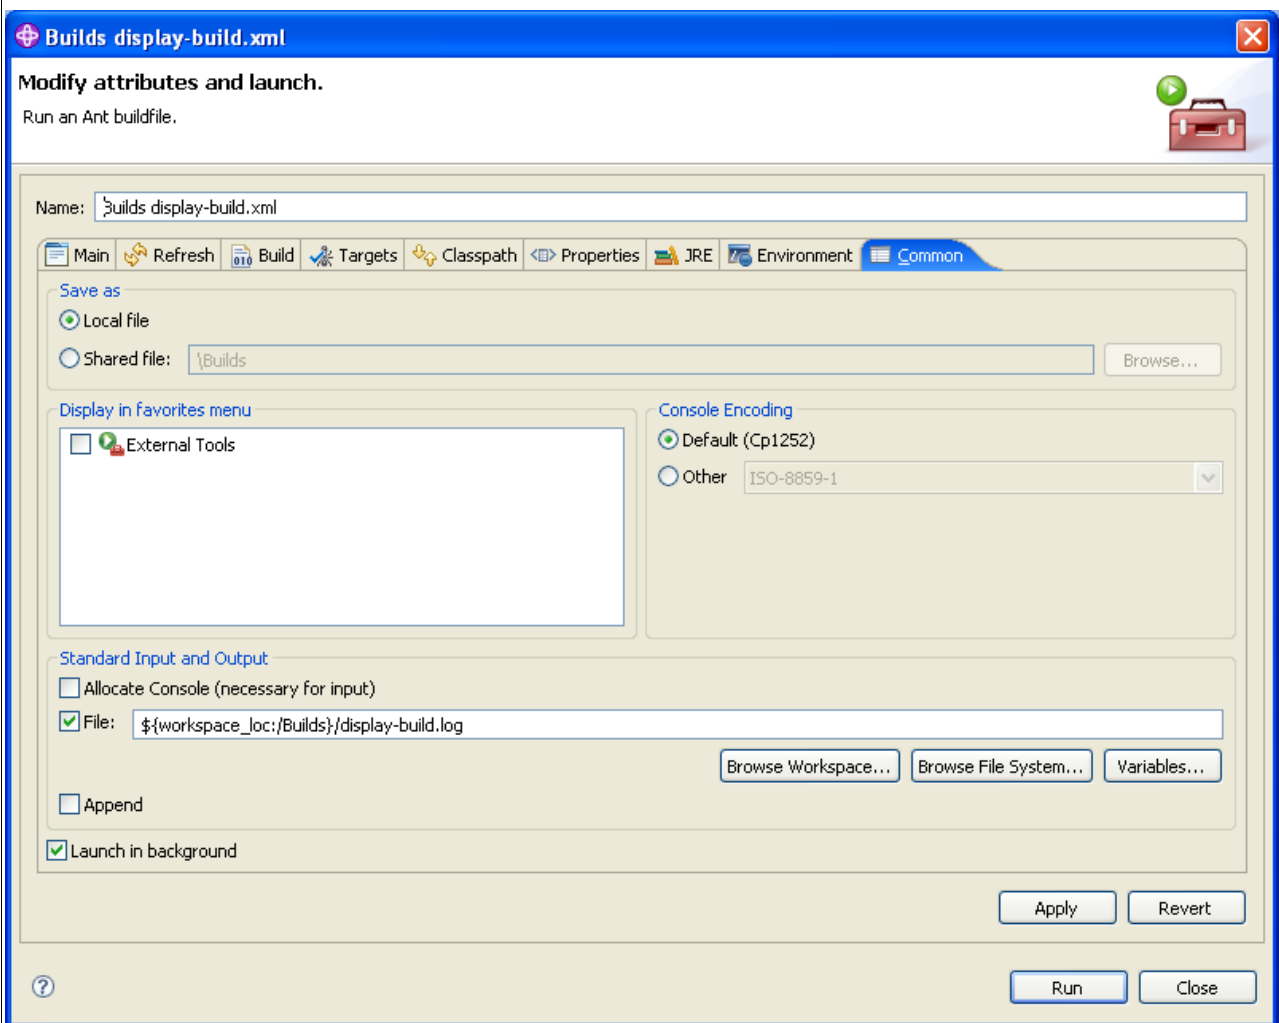 Builds display-build.xml
Modify attributes and launch.
Run an Ant buildfile.
Name: Builds display-build.xml
Main Refresh 010 Build Targets Classpath Properties JRE Environment Common
Save as
Local file
Shared file: \Builds Browse...
Display in favorites menu
External Tools
Console Encoding
Default (Cp1252)
Other ISO-8859-1
Standard Input and Output
Allocate Console (necessary for input)
File: ${workspace_loc:/Builds}/display-build.log
Browse Workspace... Browse File System... Variables...
Append
Launch in background
Apply Revert
? Run Close